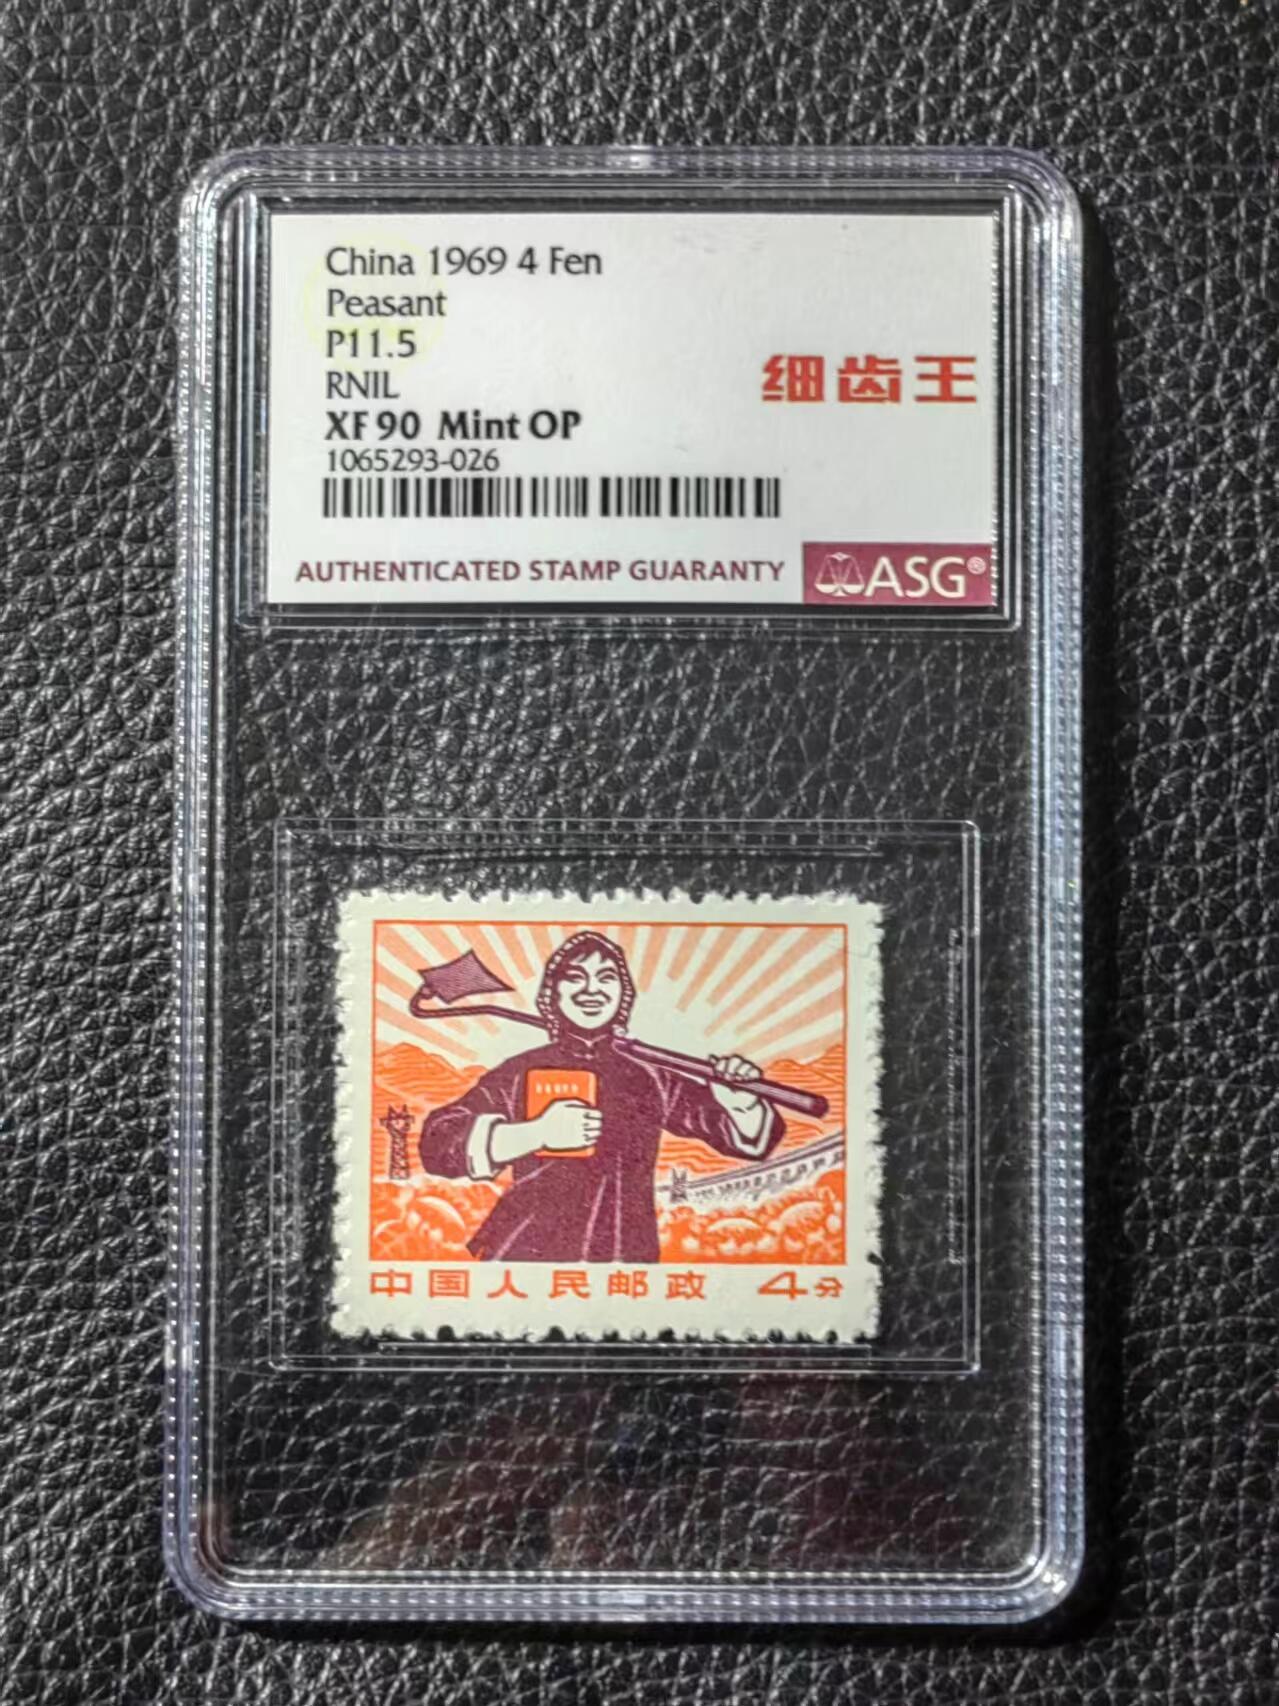 China 1969 4 Fen
Peasant
P11.5
RNIL
XF 90 Mint OP
1065293-026
细齿王
AUTHENTICATED STAMP GUARANTY
ASG®
中国人民邮政 4分